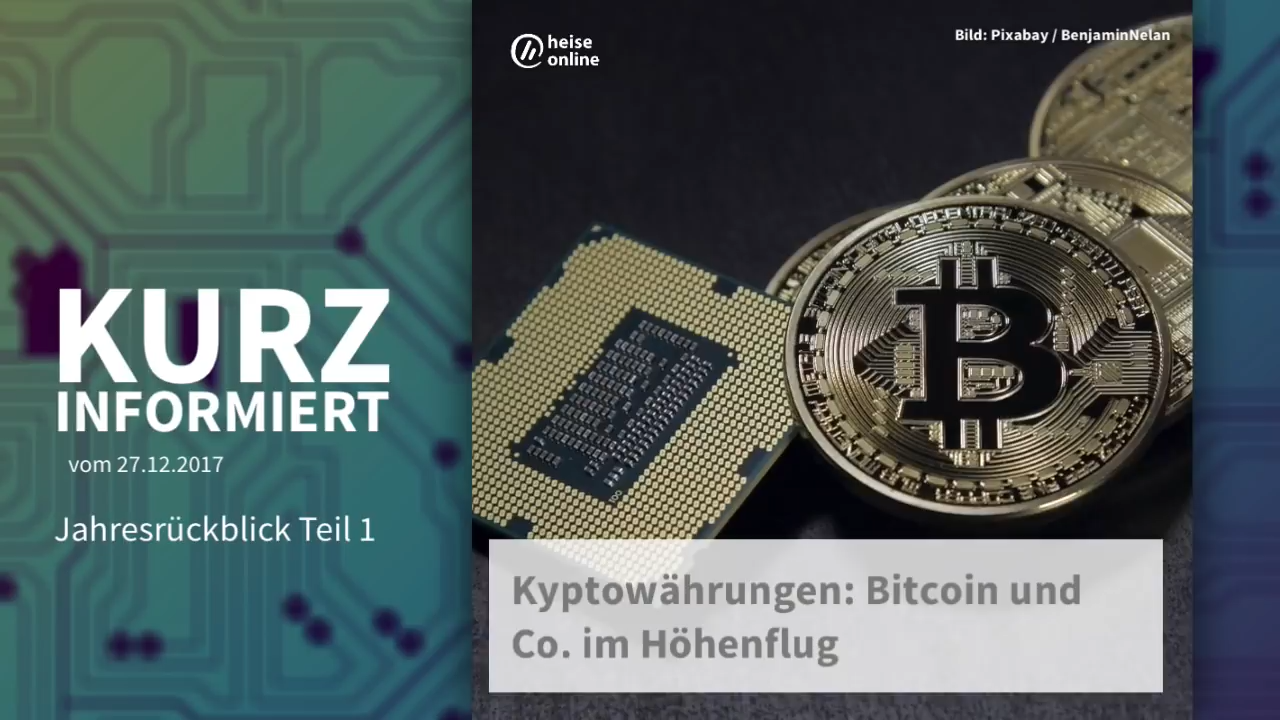 KURZ
INFORMIERT
vom 27.12.2017
Jahresrückblick Teil 1
heise
online
Bild: Pixabay / BenjaminNelan
Kyptowährungen: Bitcoin und
Co. im Höhenflug